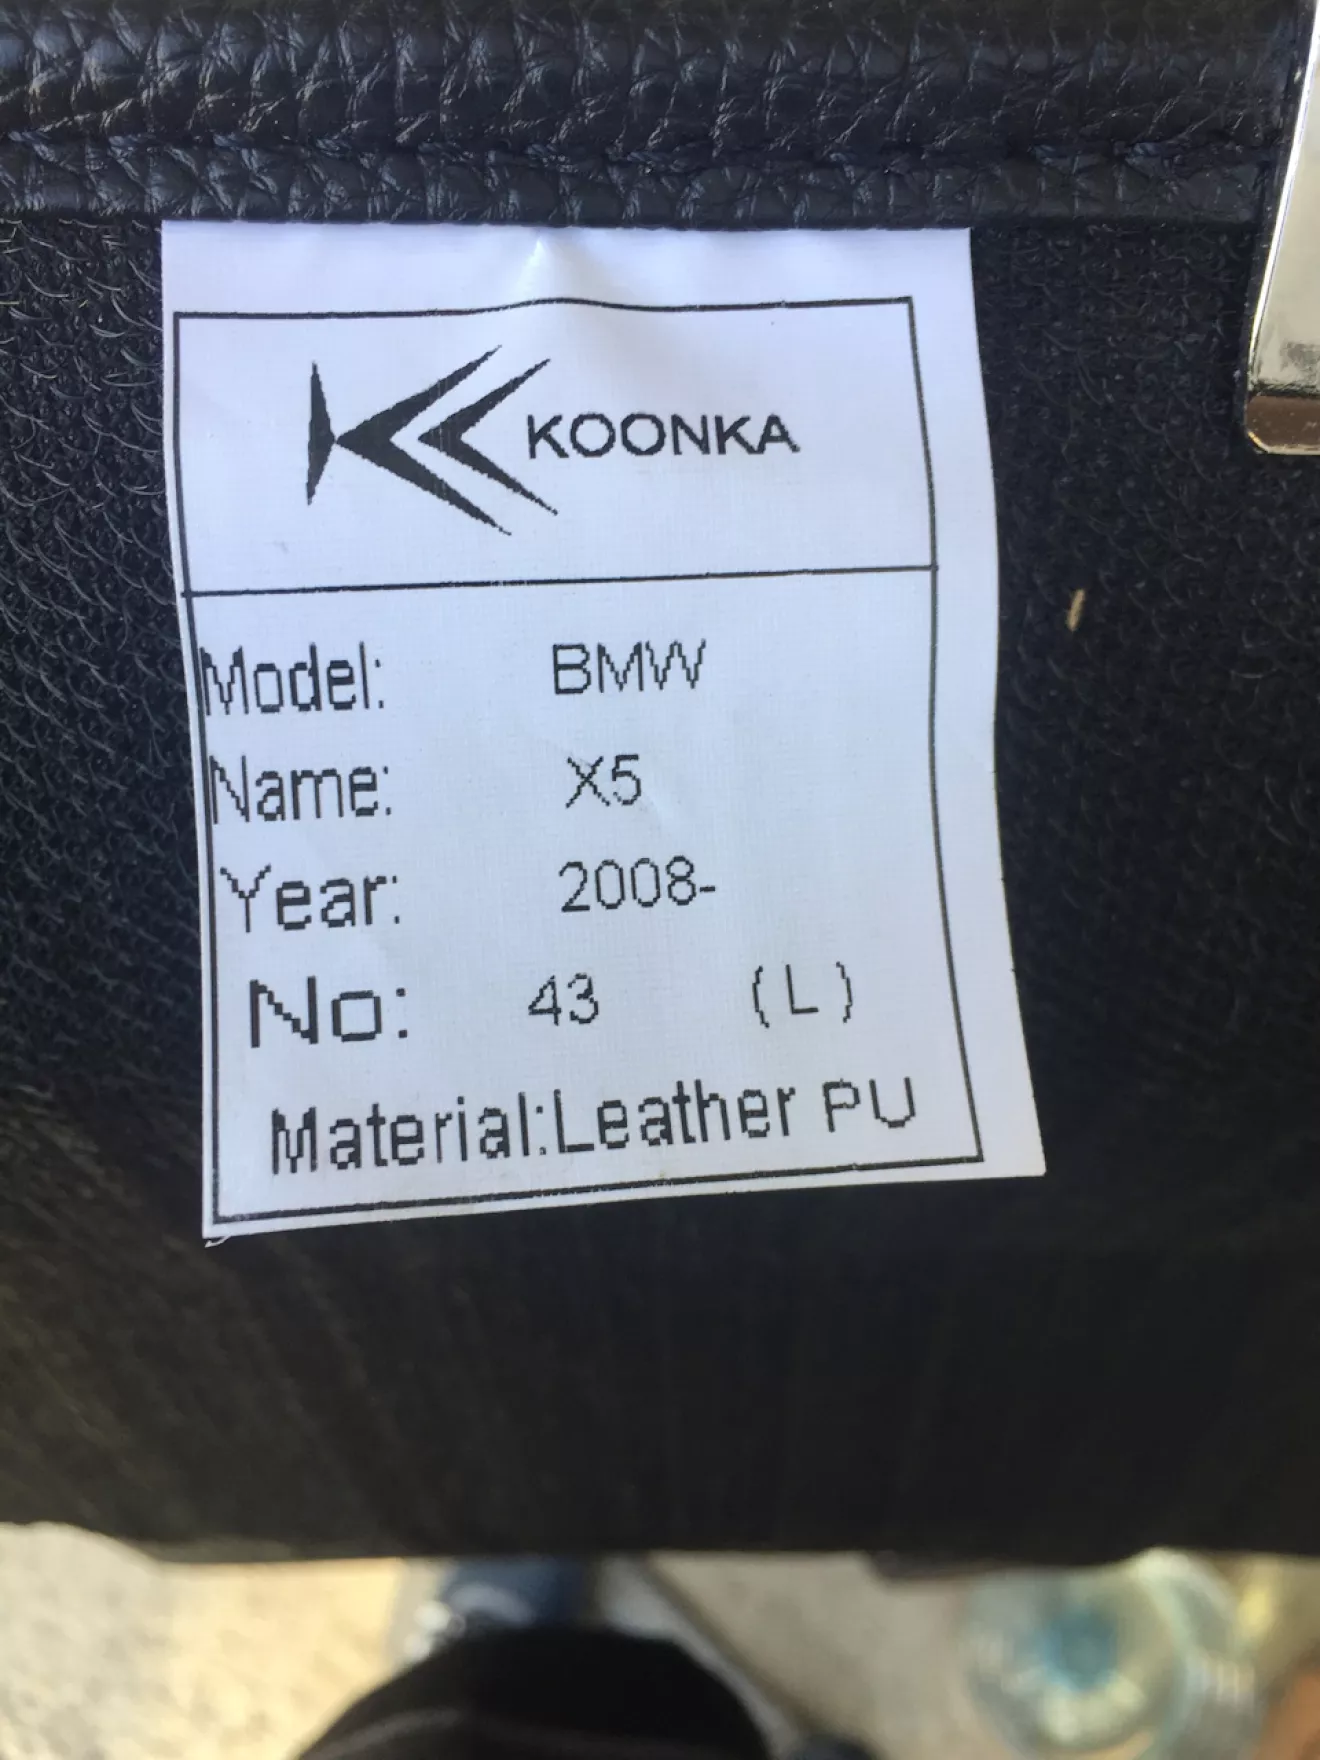 KOONKA
Model: BMW
Name: X5
Year: 2008-
No: 43 (L)
Material:Leather PU